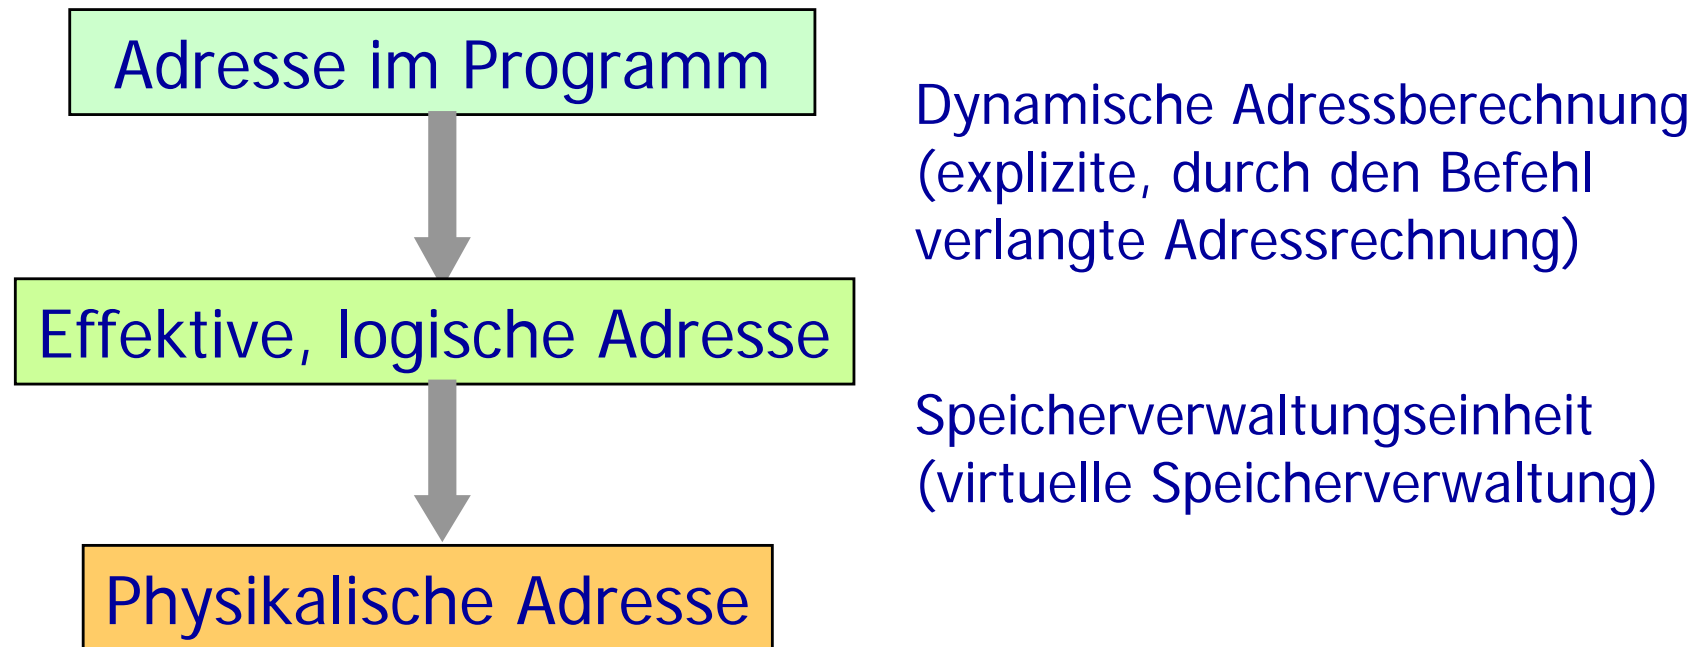 Adresse im Programm
Dynamische Adressberechnung
(explizite, durch den Befehl
verlangte Adressrechnung)
Effektive, logische Adresse
Speicherverwaltungseinheit
(virtuelle Speicherverwaltung)
Physikalische Adresse